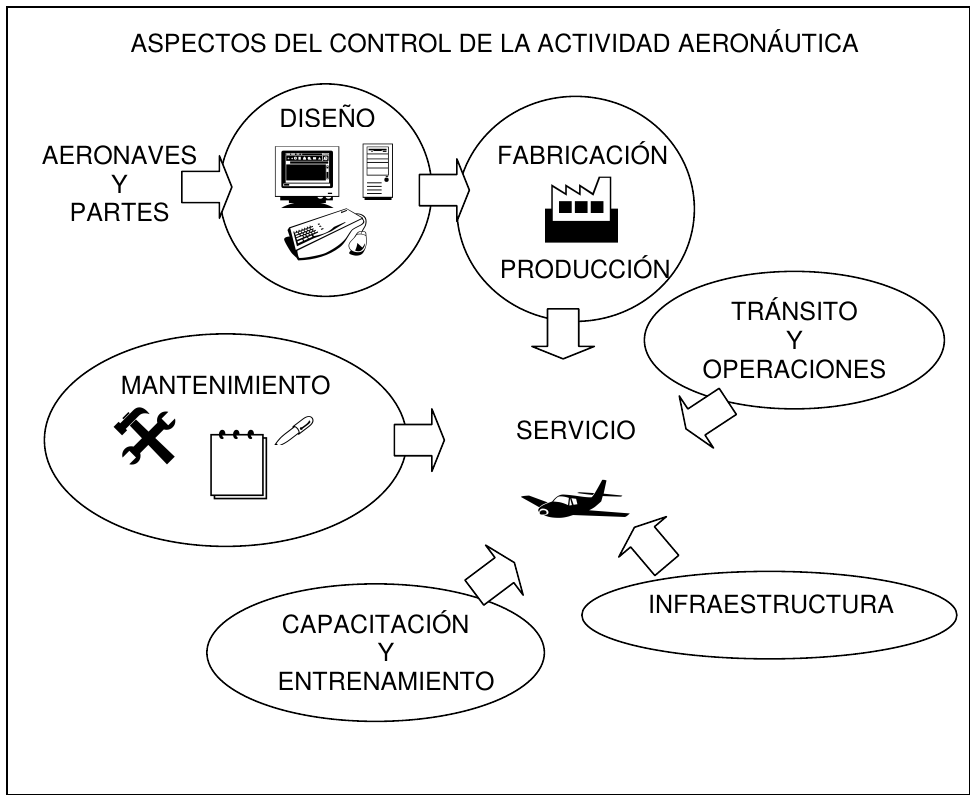 ASPECTOS DEL CONTROL DE LA ACTIVIDAD AERONÁUTICA
DISEÑO
AERONAVES
Y
PARTES
FABRICACIÓN
PRODUCCIÓN
TRÁNSITO
Y
OPERACIONES
MANTENIMIENTO
SERVICIO
INFRAESTRUCTURA
CAPACITACIÓN
Y
ENTRENAMIENTO